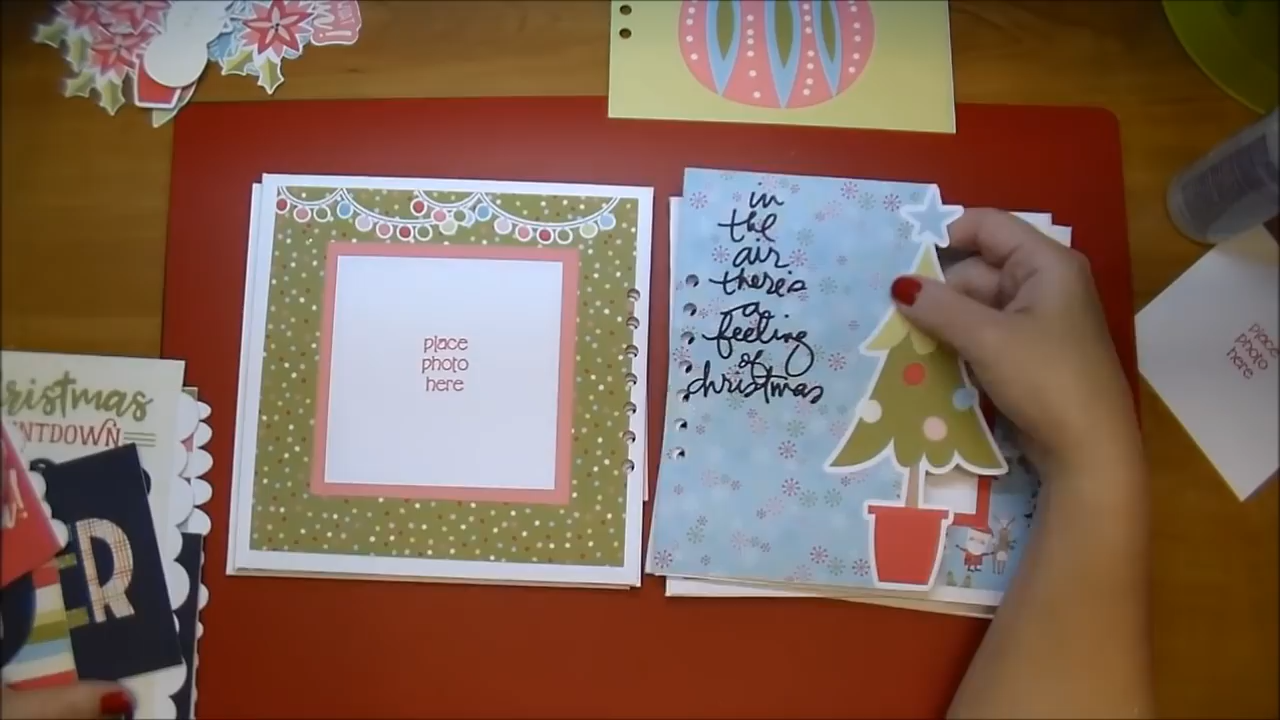 place
photo
here
in
the
air
there's
a
feeling
of
christmas
ristmas
NTDOWN
R
place
photo
here